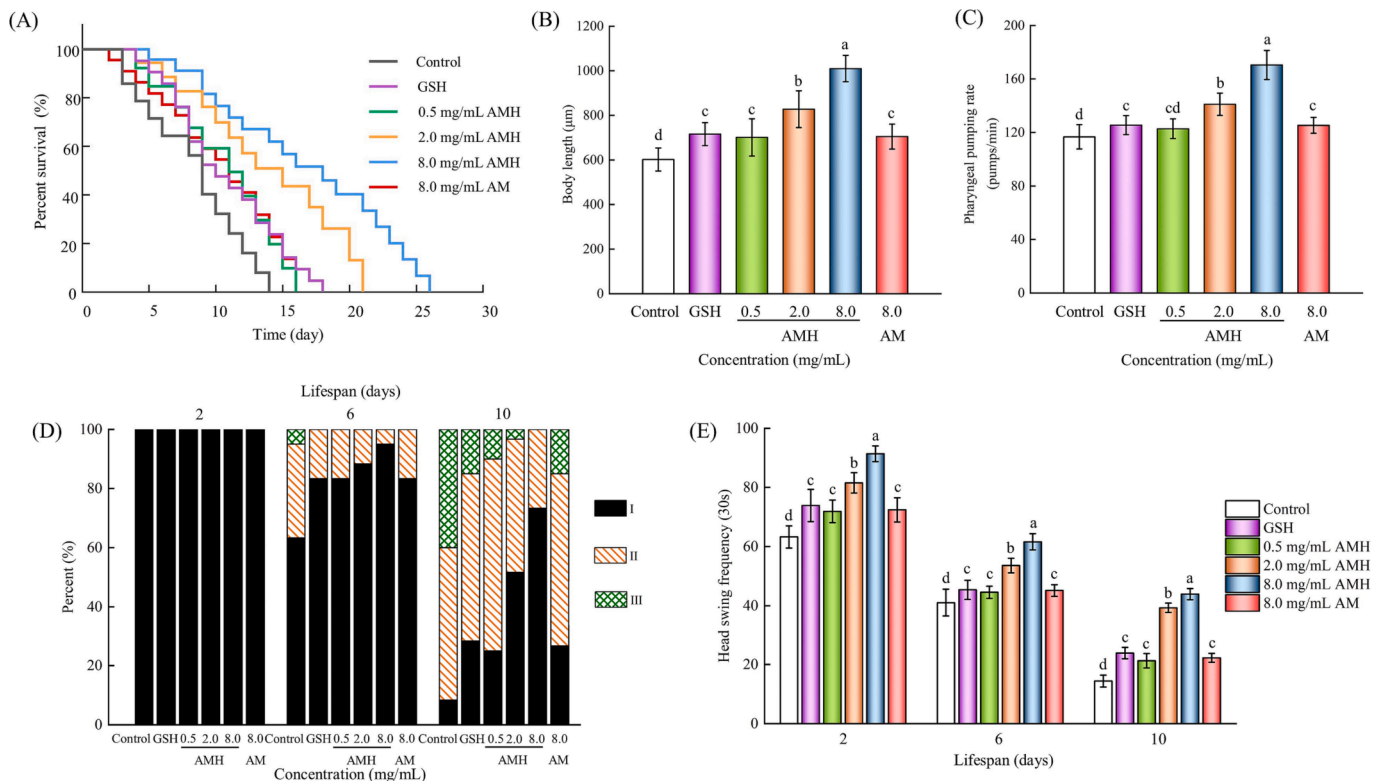 (A)
Percent survival (%)
100
80
60
40
20
0
0 5 10 15 20 25 30
Time (day)
Control
GSH
0.5 mg/mL AMH
2.0 mg/mL AMH
8.0 mg/mL AMH
8.0 mg/mL AM
(B)
Body length (μm)
1200
1000
800
600
400
200
0
d c c b a c
Control GSH 0.5 2.0 8.0 8.0
AMH AM
Concentration (mg/mL)
(C)
Pharyngeal pumping rate
(pumps/min)
200
160
120
80
40
0
d c cd b a c
Control GSH 0.5 2.0 8.0 8.0
AMH AM
Concentration (mg/mL)
(D)
Lifespan (days)
2 6 10
Percent (%)
100
80
60
40
20
0
Control GSH 0.5 2.0 8.0 8.0 Control GSH 0.5 2.0 8.0 8.0 Control GSH 0.5 2.0 8.0 8.0
AMH AM AMH AM AMH AM
Concentration (mg/mL)
I
II
III
(E)
Head swing frequency (30s)
100
80
60
40
20
0
d c c b a c d c c b a c d c c b a c
2 6 10
Lifespan (days)
Control
GSH
0.5 mg/mL AMH
2.0 mg/mL AMH
8.0 mg/mL AMH
8.0 mg/mL AM